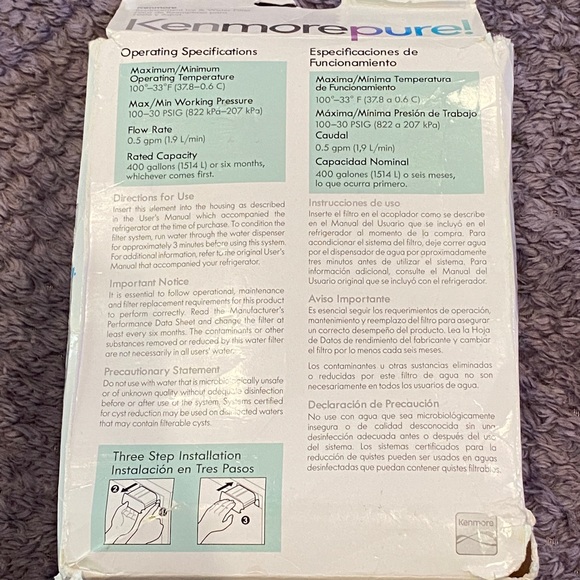 Kenmorepure!
Operating Specifications
Maximum/Minimum
Operating Temperature
100°–33°F (37.8–0.6 C)
Max/Min Working Pressure
100–30 PSIG (822 kPa–207 kPa)
Flow Rate
0.5 gpm (1.9 L/min)
Rated Capacity
400 gallons (1514 L) or six months,
whichever comes first.
Directions for Use
Insert this element into the housing as described
in the User's Manual which accompanied the
refrigerator at the time of purchase. To condition the
filter system, run water through the water dispenser
for approximately 3 minutes before using this system.
For additional information, refer to the original User's
Manual that accompanied your refrigerator.
Important Notice
It is essential to follow operational, maintenance
and filter replacement requirements for this product
to perform correctly. Read the Manufacturer's
Performance Data Sheet and change the filter at
least every six months. The contaminants or other
substances removed or reduced by this water filter
are not necessarily in all users' water.
Precautionary Statement
Do not use with water that is microbiologically unsafe
or of unknown quality without adequate disinfection
before or after use of the system. Systems certified
for cyst reduction may be used on disinfected waters
that may contain filterable cysts.
Especificaciones de
Funcionamiento
Maxima/Mínima Temperatura
de Funcionamiento
100°–33° F (37.8 a 0.6 C)
Máxima/Mínima Presión de Trabajo
100–30 PSIG (822 a 207 kPa)
Caudal
0.5 gpm (1,9 L/min)
Capacidad Nominal
400 galones (1514 L) o seis meses,
lo que ocurra primero.
Instrucciones de uso
Inserte el filtro en el acoplador como se describe
en el Manual del Usuario que se incluyó en el
refrigerador al momento de la compra. Para
acondicionar el sistema del filtro, deje correr agua
por el dispensador de agua por aproximadamente
tres minutos antes de utilizar el sistema. Para
información adicional, consulte el Manual del
Usuario original que se incluyó con el refrigerador.
Aviso Importante
Es esencial seguir los requerimientos de operación,
mantenimiento y reemplazo del filtro para asegurar
un correcto desempeño del producto. Lea la Hoja
de Datos de rendimiento del fabricante y cambiar
el filtro por lo menos cada seis meses.
Los contaminantes u otras sustancias eliminadas
o reducidas por este filtro de agua no son
necesariamente en todos los usuarios de agua.
Declaración de Precaución
No use con agua que sea microbiológicamente
insegura o de calidad desconocida sin una
desinfección adecuada antes o después del uso
del sistema. Los sistemas certificados para la
reducción de quistes pueden ser usados en aguas
desinfectadas que puedan contener quistes filtrables.
Three Step Installation
Instalación en Tres Pasos
2
1
3
Kenmore